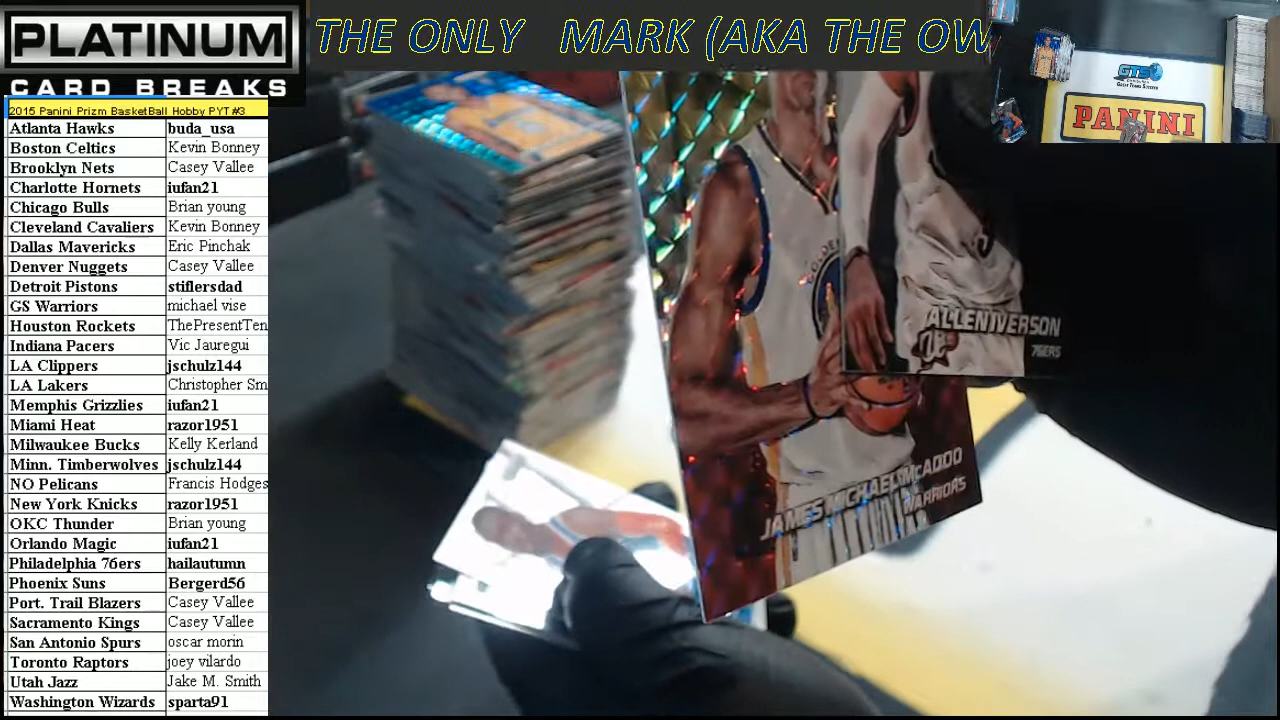 PLATINUM
CARD BREAKS
THE ONLY MARK (AKA THE OW
2015 Panini Prizm BasketBall Hobby PYT #3
Atlanta Hawks buda_usa
Boston Celtics Kevin Bonney
Brooklyn Nets Casey Vallee
Charlotte Hornets iufan21
Chicago Bulls Brian young
Cleveland Cavaliers Kevin Bonney
Dallas Mavericks Eric Pinchak
Denver Nuggets Casey Vallee
Detroit Pistons stiflersdad
GS Warriors michael vise
Houston Rockets ThePresentTen
Indiana Pacers Vic Jauregui
LA Clippers jschulz144
LA Lakers Christopher Sm
Memphis Grizzlies iufan21
Miami Heat razor1951
Milwaukee Bucks Kelly Kerland
Minn. Timberwolves jschulz144
NO Pelicans Francis Hodges
New York Knicks razor1951
OKC Thunder Brian young
Orlando Magic iufan21
Philadelphia 76ers hailautumn
Phoenix Suns Bergerd56
Port. Trail Blazers Casey Vallee
Sacramento Kings Casey Vallee
San Antonio Spurs oscar morin
Toronto Raptors joey vilardo
Utah Jazz Jake M. Smith
Washington Wizards sparta91
GTS
PANINI
ALLEN IVERSON
76ERS
JAMES MICHAEL McADOO
WARRIORS